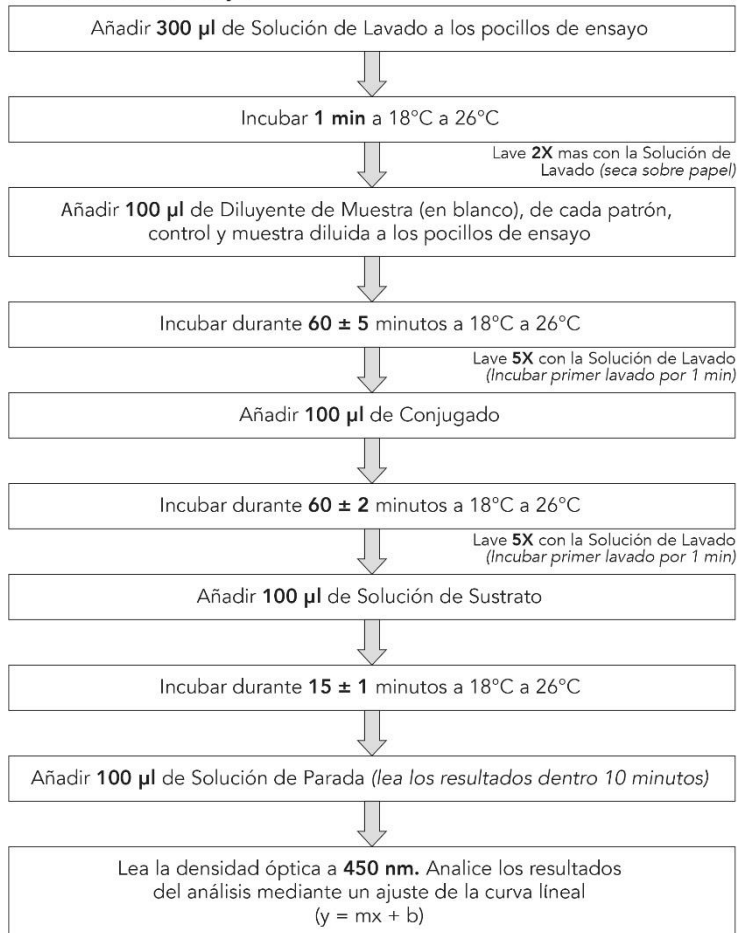 Añadir 300 µl de Solución de Lavado a los pocillos de ensayo
Incubar 1 min a 18°C a 26°C
Lave 2X mas con la Solución de
Lavado (seca sobre papel)
Añadir 100 µl de Diluyente de Muestra (en blanco), de cada patrón,
control y muestra diluida a los pocillos de ensayo
Incubar durante 60 ± 5 minutos a 18°C a 26°C
Lave 5X con la Solución de Lavado
(Incubar primer lavado por 1 min)
Añadir 100 µl de Conjugado
Incubar durante 60 ± 2 minutos a 18°C a 26°C
Lave 5X con la Solución de Lavado
(Incubar primer lavado por 1 min)
Añadir 100 µl de Solución de Sustrato
Incubar durante 15 ± 1 minutos a 18°C a 26°C
Añadir 100 µl de Solución de Parada (lea los resultados dentro 10 minutos)
Lea la densidad óptica a 450 nm. Analice los resultados
del análisis mediante un ajuste de la curva líneal
(y = mx + b)